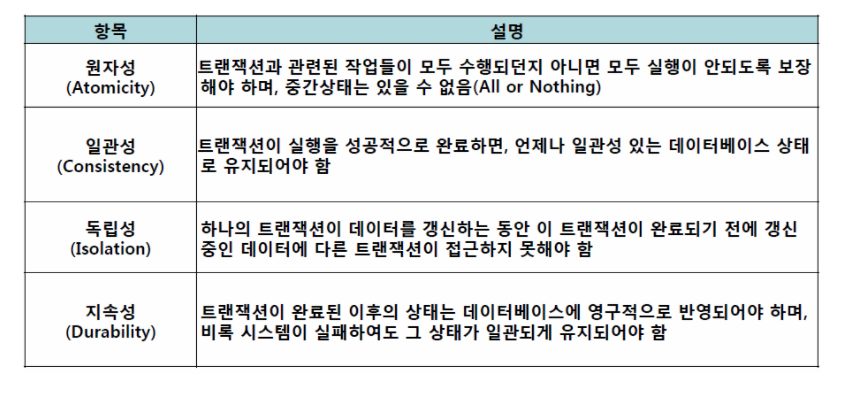 항목
설명
원자성
(Atomicity)
트랜잭션과 관련된 작업들이 모두 수행되던지 아니면 모두 실행이 안되도록 보장
해야 하며, 중간상태는 있을 수 없음(All or Nothing)
일관성
(Consistency)
트랜잭션이 실행을 성공적으로 완료하면, 언제나 일관성 있는 데이터베이스 상태
로 유지되어야 함
독립성
(Isolation)
하나의 트랜잭션이 데이터를 갱신하는 동안 이 트랜잭션이 완료되기 전에 갱신
중인 데이터에 다른 트랜잭션이 접근하지 못해야 함
지속성
(Durability)
트랜잭션이 완료된 이후의 상태는 데이터베이스에 영구적으로 반영되어야 하며,
비록 시스템이 실패하여도 그 상태가 일관되게 유지되어야 함